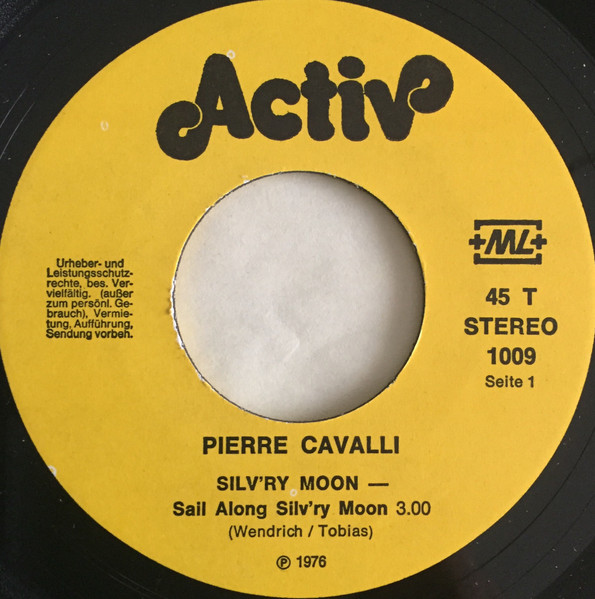 Activ
Urheber- und
Leistungsschutz-
rechte, bes. Ver-
vielfältig. (außer
zum persönl. Ge-
brauch), Vermie-
tung, Aufführung,
Sendung vorbeh.
+ML+
45 T
STEREO
1009
Seite 1
PIERRE CAVALLI
SILV'RY MOON —
Sail Along Silv'ry Moon 3.00
(Wendrich / Tobias)
℗ 1976